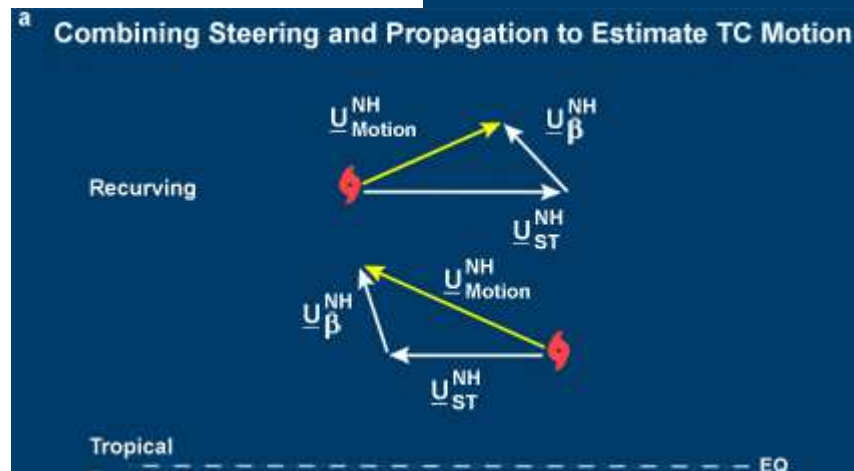 a
Combining Steering and Propagation to Estimate TC Motion
U NH Motion
U NH β
Recurving
U NH ST
U NH Motion
U NH β
U NH ST
Tropical
EQ